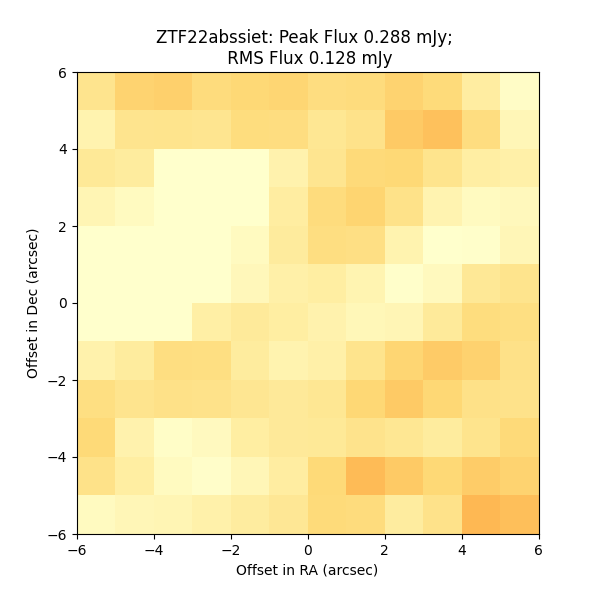 ZTF22abssiet: Peak Flux 0.288 mJy;
RMS Flux 0.128 mJy
6
4
2
0
−2
−4
−6
Offset in Dec (arcsec)
−6 −4 −2 0 2 4 6
Offset in RA (arcsec)